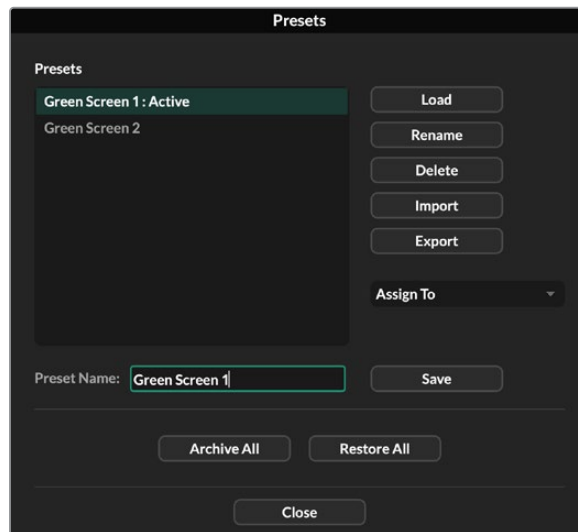 Presets
Presets
Green Screen 1 : Active
Green Screen 2
Load
Rename
Delete
Import
Export
Assign To
Preset Name: Green Screen 1
Save
Archive All
Restore All
Close